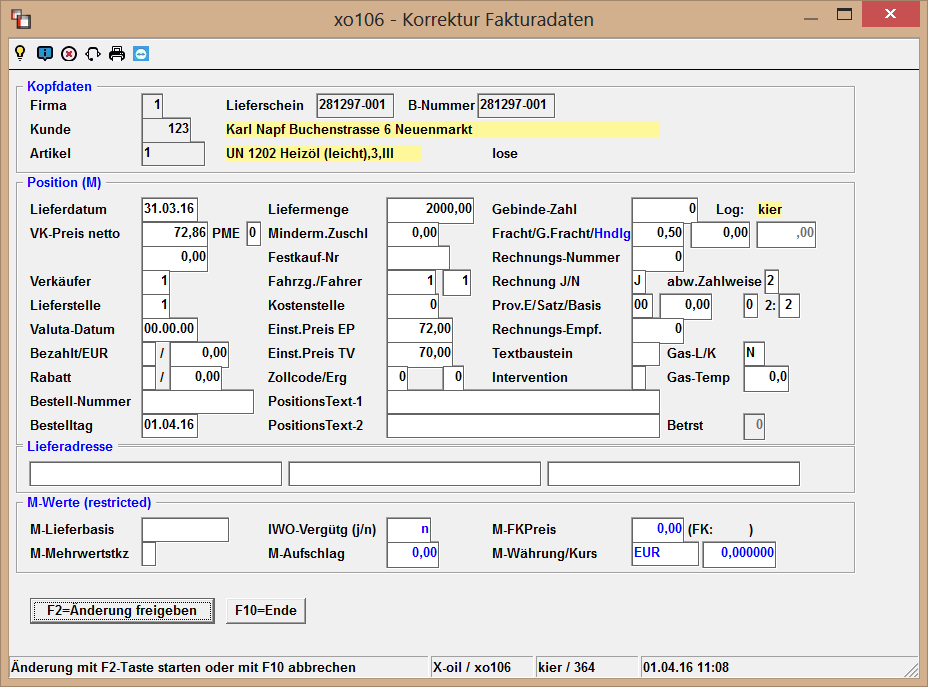 xo106 - Korrektur Fakturadaten
Kopfdaten
Firma 1 Lieferschein 281297-001 B-Nummer 281297-001
Kunde 123 Karl Napf Buchenstrasse 6 Neuenmarkt
Artikel 1 UN 1202 Heizöl (leicht),3,III lose
Position (M)
Lieferdatum 31.03.16 Liefermenge 2000,00 Gebinde-Zahl 0 Log: kier
VK-Preis netto 72,86 PME 0 Minderm.Zuschl 0,00 Fracht/G.Fracht/Hndlg 0,50 0,00 ,00
0,00 Festkauf-Nr Rechnungs-Nummer 0
Verkäufer 1 Fahrzg./Fahrer 1 1 Rechnung J/N J abw.Zahlweise 2
Lieferstelle 1 Kostenstelle 0 Prov.E/Satz/Basis 00 0,00 0 2: 2
Valuta-Datum 00.00.00 Einst.Preis EP 72,00 Rechnungs-Empf. 0
Bezahlt/EUR / 0,00 Einst.Preis TV 70,00 Textbaustein Gas-L/K N
Rabatt / 0,00 Zollcode/Erg 0 0 Intervention Gas-Temp 0,0
Bestell-Nummer PositionsText-1
Bestelltag 01.04.16 PositionsText-2 Betrst 0
Lieferadresse
M-Werte (restricted)
M-Lieferbasis IWO-Vergütg (j/n) n M-FKPreis 0,00 (FK: )
M-Mehrwertstkz M-Aufschlag 0,00 M-Währung/Kurs EUR 0,000000
F2=Änderung freigeben F10=Ende
Änderung mit F2-Taste starten oder mit F10 abbrechen X-oil / xo106 kier / 364 01.04.16 11:08